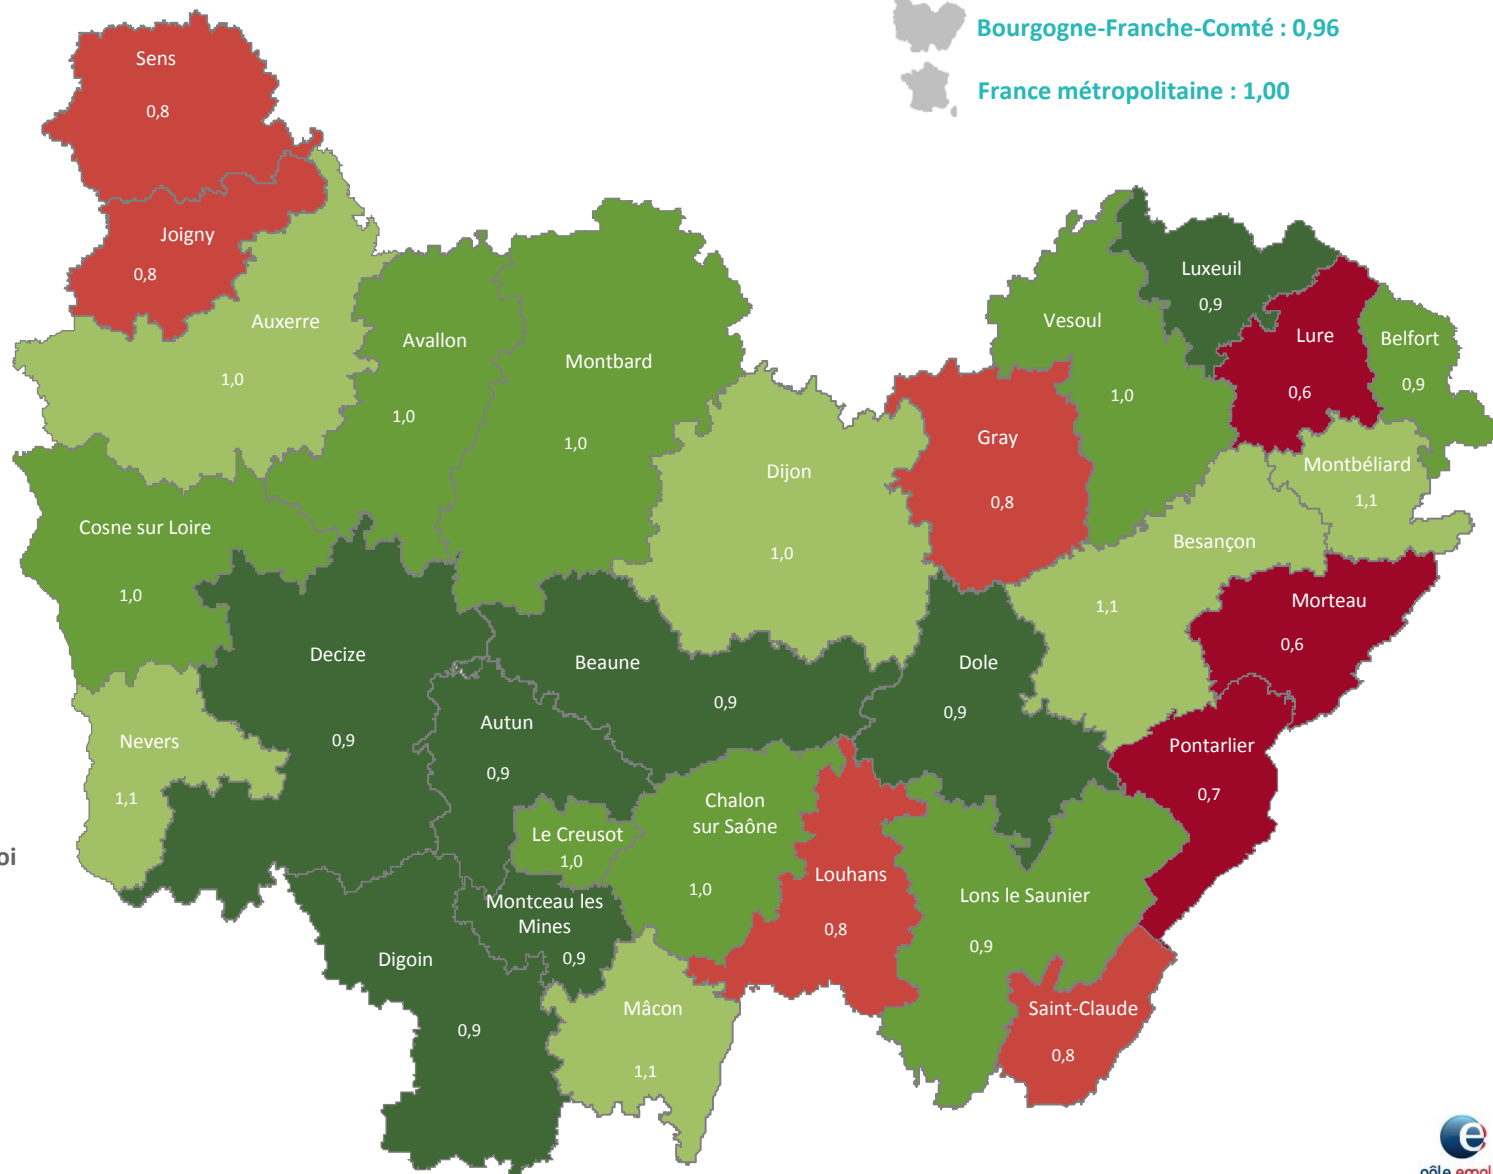 Bourgogne-Franche-Comté : 0,96
France métropolitaine : 1,00
Sens
0,8
Joigny
0,8
Auxerre
1,0
Avallon
1,0
Montbard
1,0
Vesoul
1,0
Luxeuil
0,9
Lure
0,6
Belfort
0,9
Gray
0,8
Dijon
1,0
Montbéliard
1,1
Cosne sur Loire
1,0
Besançon
1,1
Morteau
0,6
Decize
0,9
Beaune
0,9
Dole
0,9
Nevers
1,1
Autun
0,9
Pontarlier
0,7
Chalon
sur Saône
1,0
Le Creusot
1,0
Louhans
0,8
Lons le Saunier
0,9
Montceau les
Mines
0,9
Digoin
0,9
Mâcon
1,1
Saint-Claude
0,8
oi
e
pôle empl